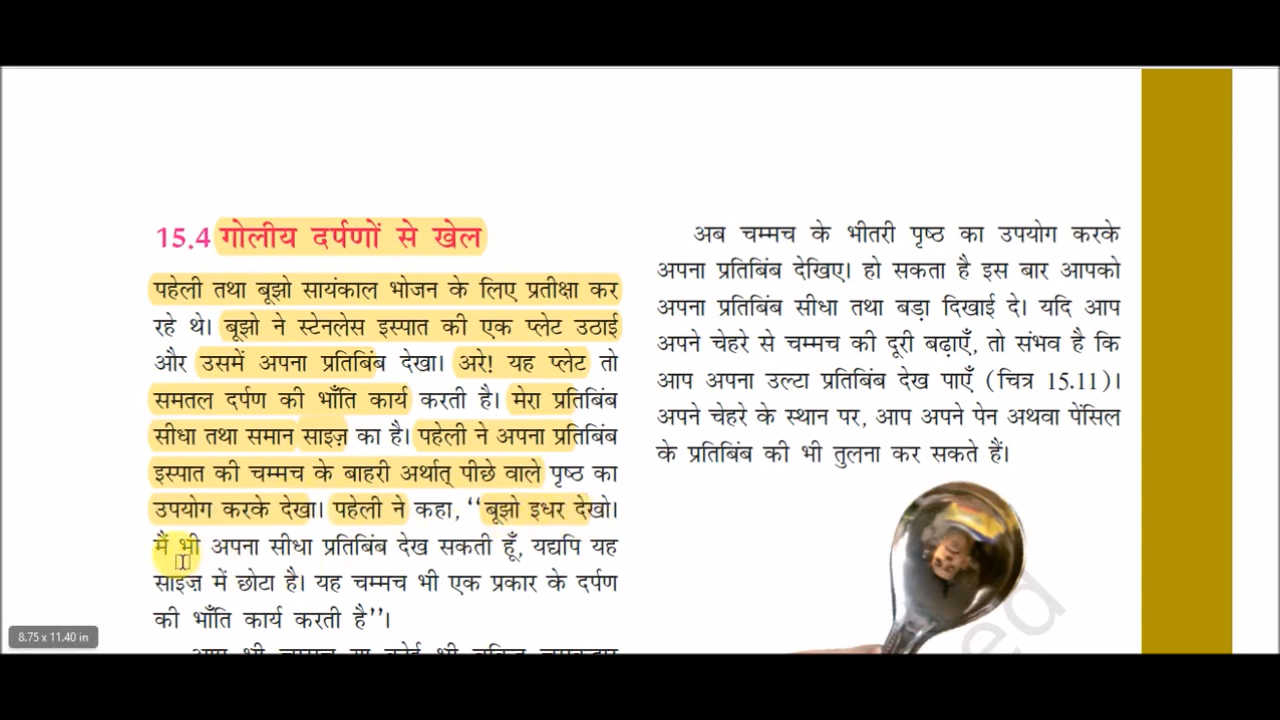 15.4 गोलीय दर्पणों से खेल
पहेली तथा बूझो सायंकाल भोजन के लिए प्रतीक्षा कर
रहे थे। बूझो ने स्टेनलेस इस्पात की एक प्लेट उठाई
और उसमें अपना प्रतिबिंब देखा। अरे! यह प्लेट तो
समतल दर्पण की भाँति कार्य करती है। मेरा प्रतिबिंब
सीधा तथा समान साइज़ का है। पहेली ने अपना प्रतिबिंब
इस्पात की चम्मच के बाहरी अर्थात् पीछे वाले पृष्ठ का
उपयोग करके देखा। पहेली ने कहा, ‘‘बूझो इधर देखो।
मैं भी अपना सीधा प्रतिबिंब देख सकती हूँ, यद्यपि यह
साइज़ में छोटा है। यह चम्मच भी एक प्रकार के दर्पण
की भाँति कार्य करती है’’।
अब चम्मच के भीतरी पृष्ठ का उपयोग करके
अपना प्रतिबिंब देखिए। हो सकता है इस बार आपको
अपना प्रतिबिंब सीधा तथा बड़ा दिखाई दे। यदि आप
अपने चेहरे से चम्मच की दूरी बढ़ाएँ, तो संभव है कि
आप अपना उल्टा प्रतिबिंब देख पाएँ (चित्र 15.11)।
अपने चेहरे के स्थान पर, आप अपने पेन अथवा पेंसिल
के प्रतिबिंब की भी तुलना कर सकते हैं।
8.75 x 11.40 in